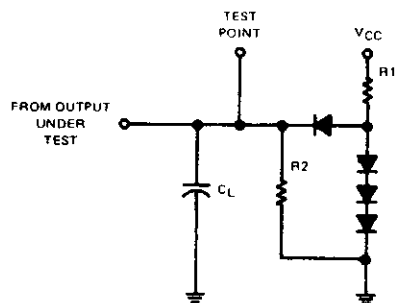 TEST
POINT
VCC
R1
FROM OUTPUT
UNDER
TEST
R2
CL